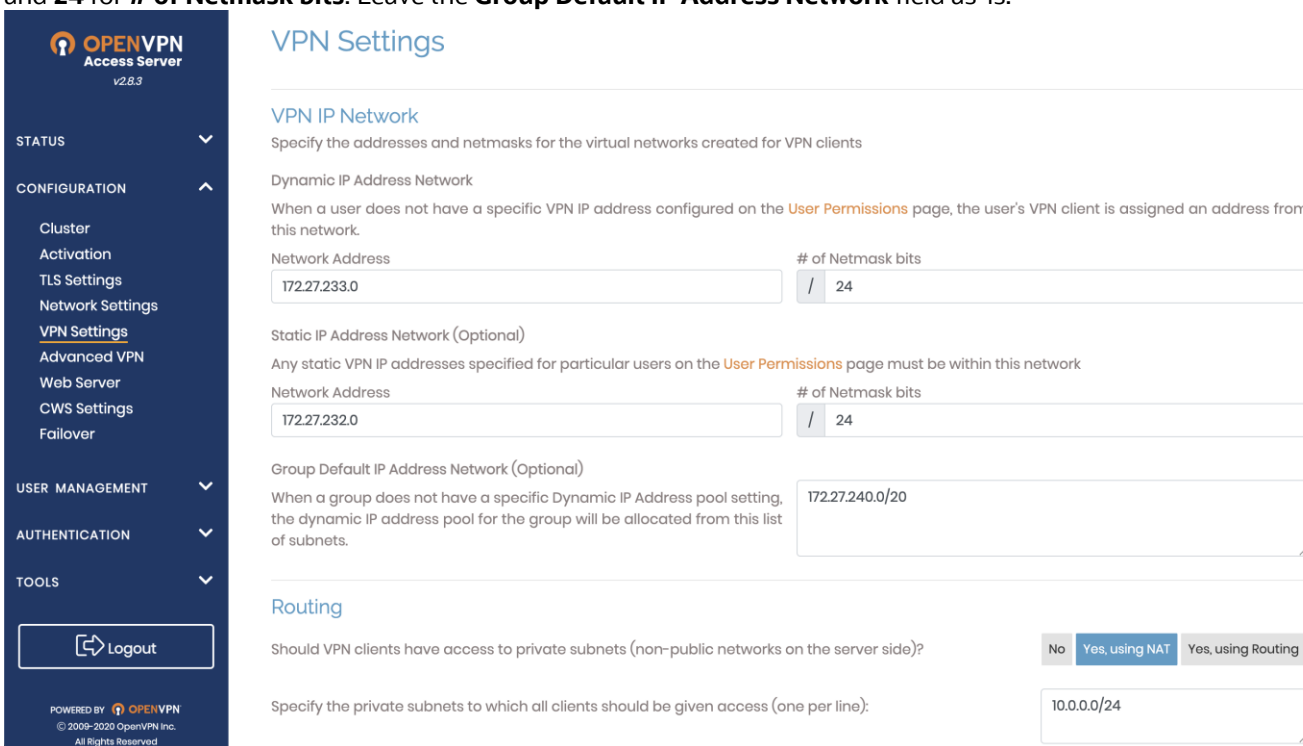 and 24 for # of Netmask bits. Leave the Group Default IP Address Network field as-is.
OPENVPN
Access Server
v2.8.3
STATUS
CONFIGURATION
Cluster
Activation
TLS Settings
Network Settings
VPN Settings
Advanced VPN
Web Server
CWS Settings
Failover
USER MANAGEMENT
AUTHENTICATION
TOOLS
Logout
POWERED BY OPENVPN
© 2009-2020 OpenVPN Inc.
All Rights Reserved
VPN Settings
VPN IP Network
Specify the addresses and netmasks for the virtual networks created for VPN clients
Dynamic IP Address Network
When a user does not have a specific VPN IP address configured on the User Permissions page, the user's VPN client is assigned an address from
this network.
Network Address
# of Netmask bits
172.27.233.0
/ 24
Static IP Address Network (Optional)
Any static VPN IP addresses specified for particular users on the User Permissions page must be within this network
Network Address
# of Netmask bits
172.27.232.0
/ 24
Group Default IP Address Network (Optional)
When a group does not have a specific Dynamic IP Address pool setting,
the dynamic IP address pool for the group will be allocated from this list
of subnets.
172.27.240.0/20
Routing
Should VPN clients have access to private subnets (non-public networks on the server side)?
No Yes, using NAT Yes, using Routing
Specify the private subnets to which all clients should be given access (one per line):
10.0.0.0/24